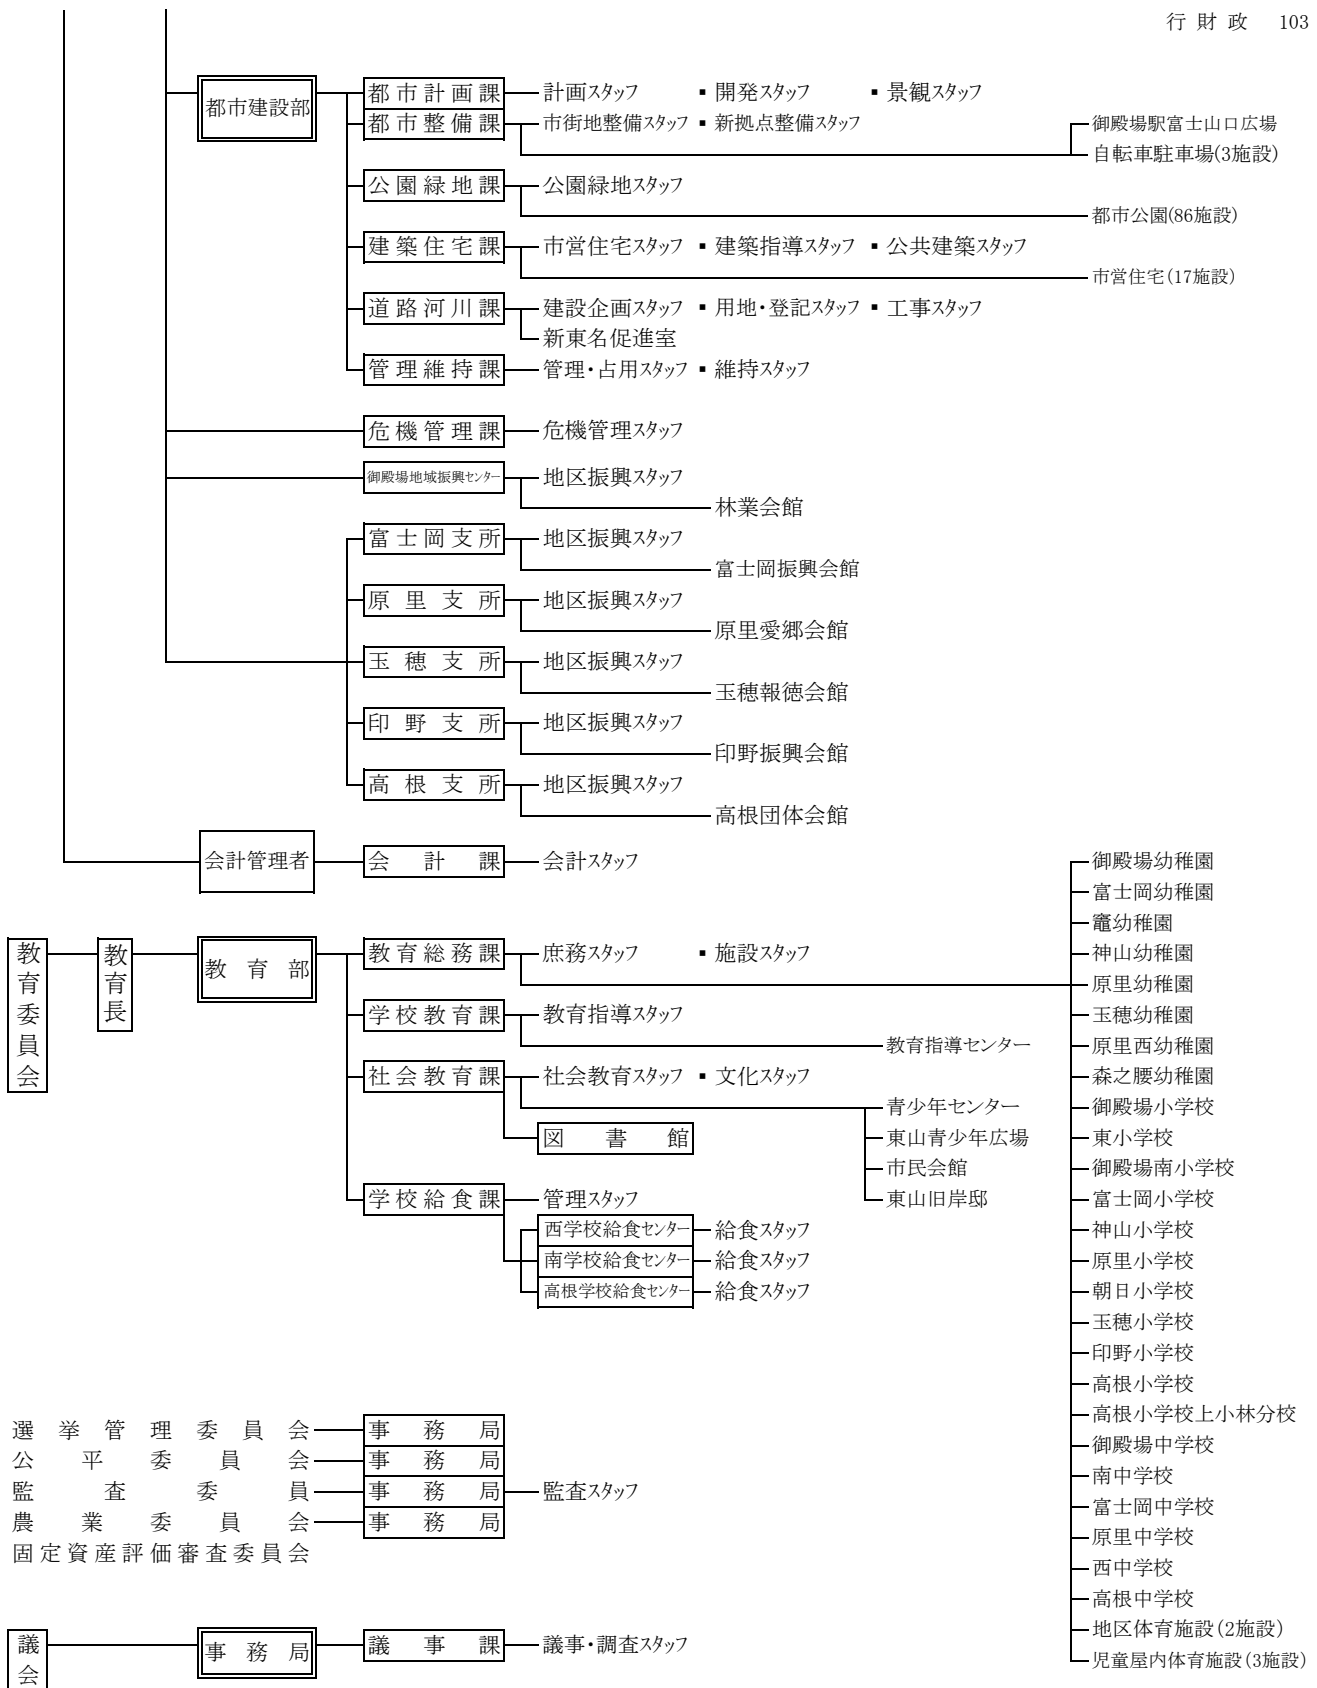 行財政 103
都市建設部
都市計画課 計画スタッフ ▪ 開発スタッフ ▪ 景観スタッフ
都市整備課 市街地整備スタッフ ▪ 新拠点整備スタッフ 御殿場駅富士山口広場
自転車駐車場(3施設)
公園緑地課 公園緑地スタッフ
都市公園(86施設)
建築住宅課 市営住宅スタッフ ▪ 建築指導スタッフ ▪ 公共建築スタッフ
市営住宅(17施設)
道路河川課 建設企画スタッフ ▪ 用地・登記スタッフ ▪ 工事スタッフ
新東名促進室
管理維持課 管理・占用スタッフ ▪ 維持スタッフ
危機管理課 危機管理スタッフ
御殿場地域振興センター 地区振興スタッフ
林業会館
富士岡支所 地区振興スタッフ
富士岡振興会館
原里支所 地区振興スタッフ
原里愛郷会館
玉穂支所 地区振興スタッフ
玉穂報徳会館
印野支所 地区振興スタッフ
印野振興会館
高根支所 地区振興スタッフ
高根団体会館
会計管理者 会計課 会計スタッフ
教育委員会 教育長 教育部
教育総務課 庶務スタッフ ▪ 施設スタッフ
学校教育課 教育指導スタッフ
教育指導センター
社会教育課 社会教育スタッフ ▪ 文化スタッフ
青少年センター
図書館 東山青少年広場
市民会館
東山旧岸邸
学校給食課 管理スタッフ
西学校給食センター 給食スタッフ
南学校給食センター 給食スタッフ
高根学校給食センター 給食スタッフ
御殿場幼稚園
富士岡幼稚園
竈幼稚園
神山幼稚園
原里幼稚園
玉穂幼稚園
原里西幼稚園
森之腰幼稚園
御殿場小学校
東小学校
御殿場南小学校
富士岡小学校
神山小学校
原里小学校
朝日小学校
玉穂小学校
印野小学校
高根小学校
高根小学校上小林分校
御殿場中学校
南中学校
富士岡中学校
原里中学校
西中学校
高根中学校
地区体育施設(2施設)
児童屋内体育施設(3施設)
選挙管理委員会 事務局
公平委員会 事務局
監査委員 事務局 監査スタッフ
農業委員会 事務局
固定資産評価審査委員会
議会 事務局 議事課 議事・調査スタッフ